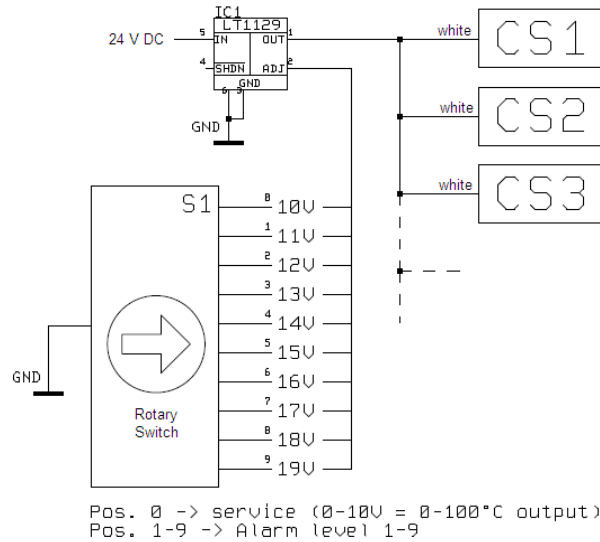 IC1
LT1129
24 V DC
5
IN
OUT
1
white
CS1
4
SHDN
ADJ
2
GND
6
3
GND
white
CS2
white
CS3
S1
0
10V
1
11V
2
12V
3
13V
4
14V
5
15V
6
16V
7
17V
8
18V
9
19V
GND
Rotary
Switch
Pos. 0 -> service (0-10V = 0-100°C output)
Pos. 1-9 -> Alarm level 1-9